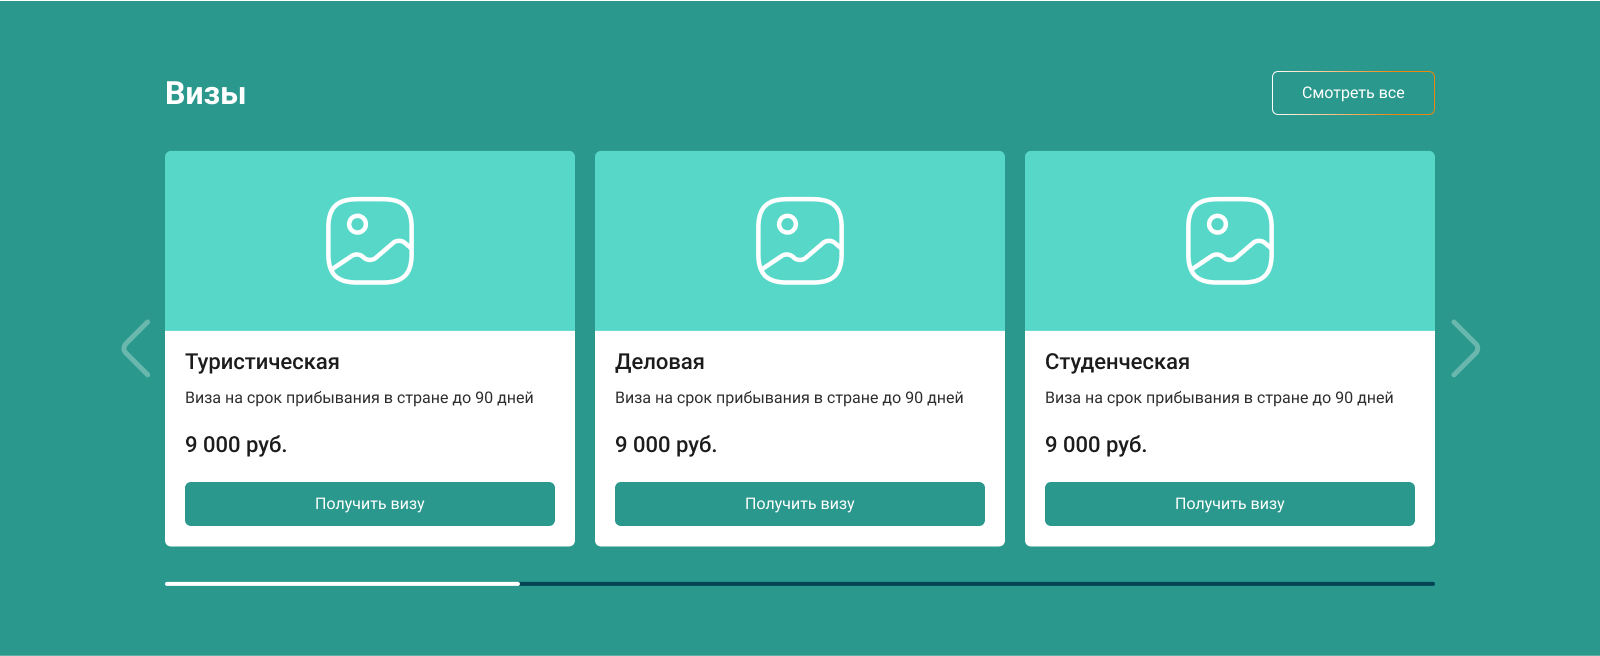 Визы
Смотреть все
Туристическая
Виза на срок прибывания в стране до 90 дней
9 000 руб.
Получить визу
Деловая
Виза на срок прибывания в стране до 90 дней
9 000 руб.
Получить визу
Студенческая
Виза на срок прибывания в стране до 90 дней
9 000 руб.
Получить визу